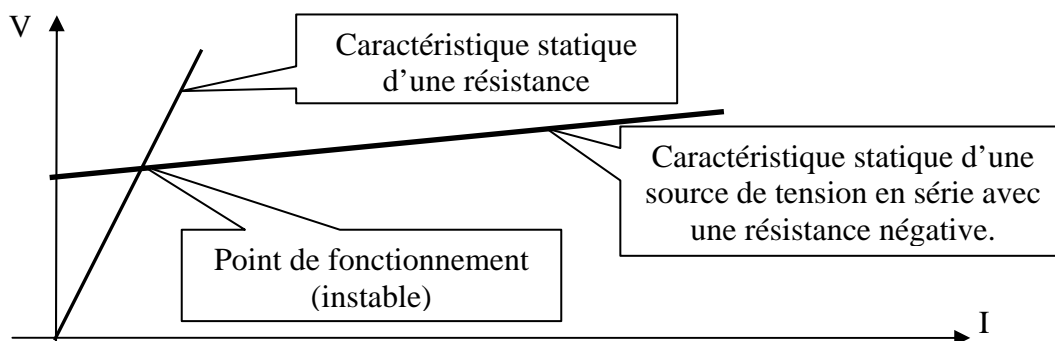 V
Caractéristique statique
d’une résistance
Caractéristique statique d’une
source de tension en série avec
une résistance négative.
Point de fonctionnement
(instable)
I